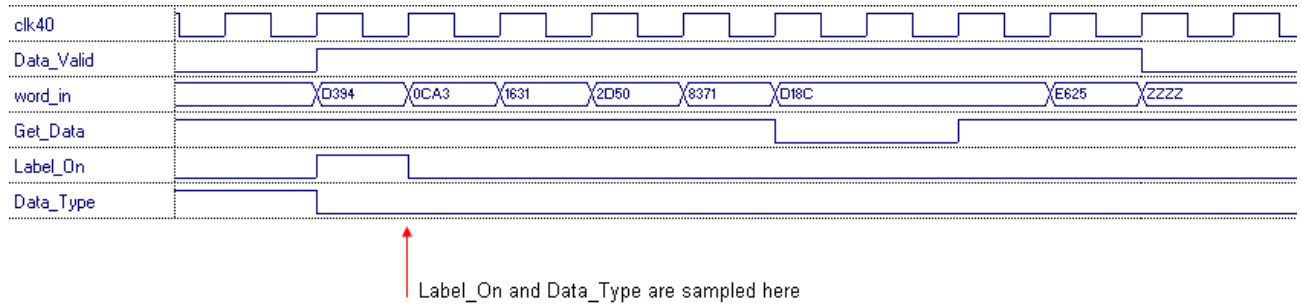 clk40
Data_Valid
word_in D394 0CA3 1631 2D50 8371 D18C E625 ZZZZ
Get_Data
Label_On
Data_Type
Label_On and Data_Type are sampled here